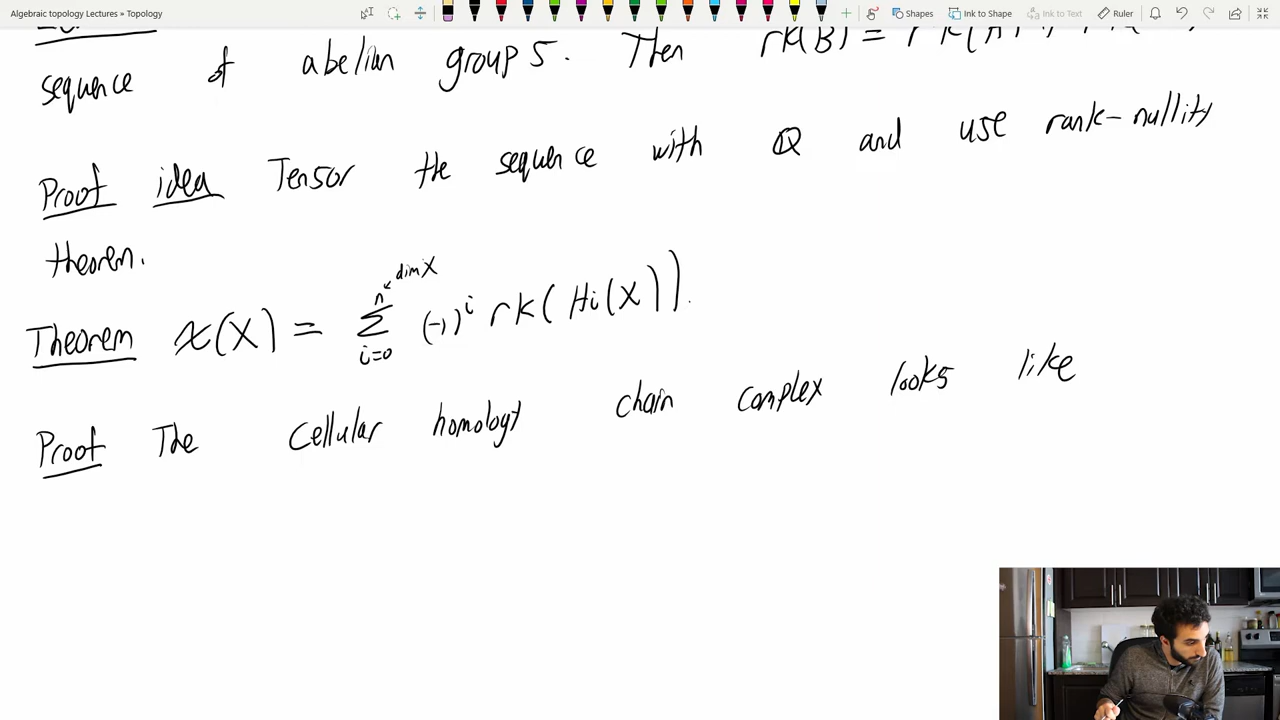 Algebraic topology Lectures » Topology
Shapes Ink to Shape Ink to Text Ruler
sequence of abelian groups. Then rk(B) =
Proof idea Tensor the sequence with Q and use rank-nullity
theorem.
Theorem χ(X) = ∑_{i=0}^{n ← dim X} (-1)^i rk(Hi(X)).
Proof The cellular homology chain complex looks like